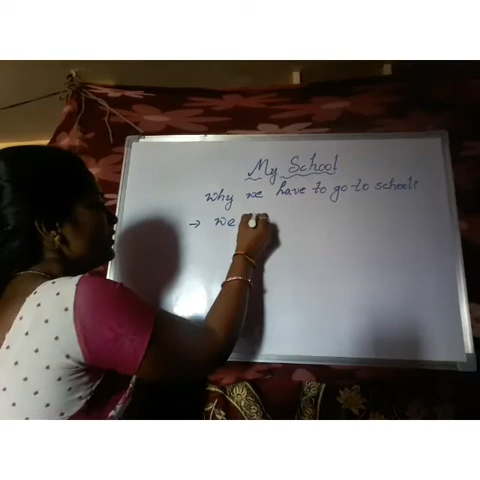 My School
why we have to go to school?
→ we